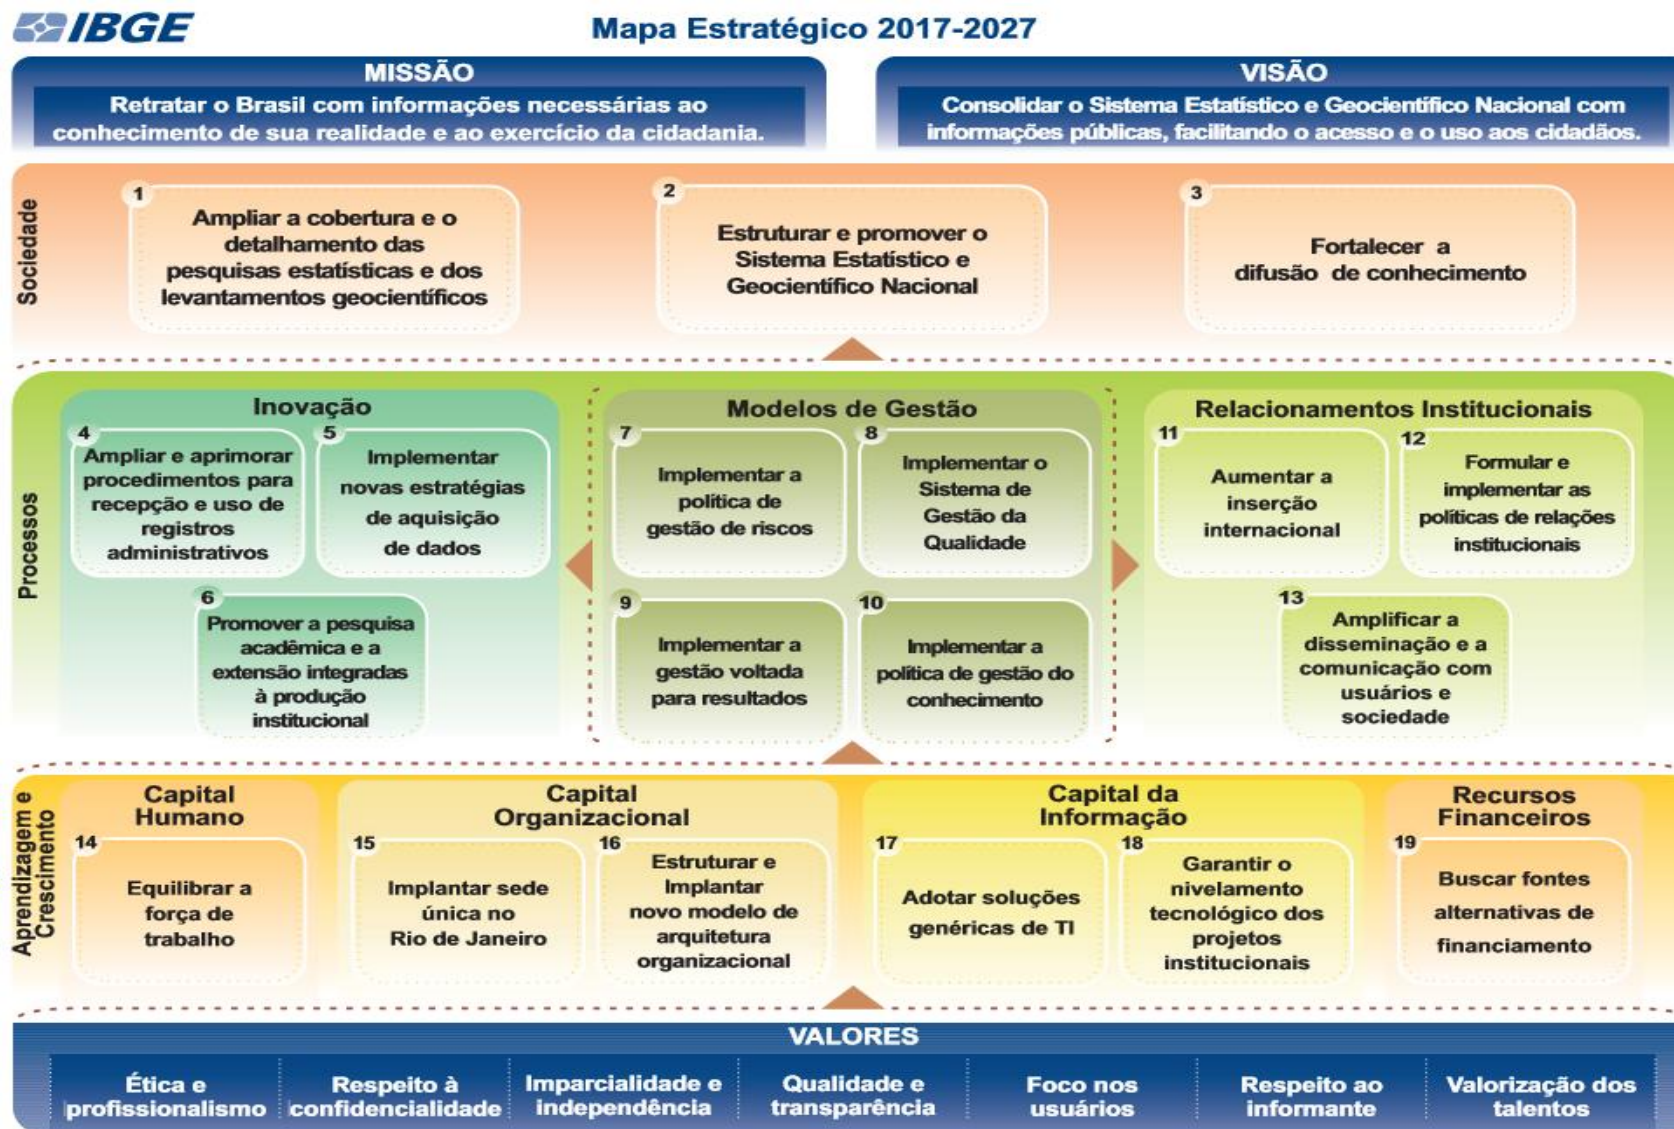 IBGE
Mapa Estratégico 2017-2027
MISSÃO
Retratar o Brasil com informações necessárias ao
conhecimento de sua realidade e ao exercício da cidadania.
VISÃO
Consolidar o Sistema Estatístico e Geocientífico Nacional com
informações públicas, facilitando o acesso e o uso aos cidadãos.
Sociedade
1
Ampliar a cobertura e o
detalhamento das
pesquisas estatísticas e dos
levantamentos geocientíficos
2
Estruturar e promover o
Sistema Estatístico e
Geocientífico Nacional
3
Fortalecer a
difusão de conhecimento
Processos
Inovação
4
Ampliar e aprimorar
procedimentos para
recepção e uso de
registros
administrativos
5
Implementar
novas estratégias
de aquisição
de dados
6
Promover a pesquisa
acadêmica e a
extensão integradas
à produção
institucional
Modelos de Gestão
7
Implementar a
política de
gestão de riscos
8
Implementar o
Sistema de
Gestão da
Qualidade
9
Implementar a
gestão voltada
para resultados
10
Implementar a
política de gestão do
conhecimento
Relacionamentos Institucionais
11
Aumentar a
inserção
internacional
12
Formular e
implementar as
políticas de relações
institucionais
13
Amplificar a
disseminação e a
comunicação com
usuários e
sociedade
Aprendizagem e
Crescimento
Capital
Humano
14
Equilibrar a
força de
trabalho
Capital
Organizacional
15
Implantar sede
única no
Rio de Janeiro
16
Estruturar e
Implantar
novo modelo de
arquitetura
organizacional
Capital da
Informação
17
Adotar soluções
genéricas de TI
18
Garantir o
nivelamento
tecnológico dos
projetos
institucionais
Recursos
Financeiros
19
Buscar fontes
alternativas de
financiamento
VALORES
Ética e
profissionalismo
Respeito à
confidencialidade
Imparcialidade e
independência
Qualidade e
transparência
Foco nos
usuários
Respeito ao
informante
Valorização dos
talentos